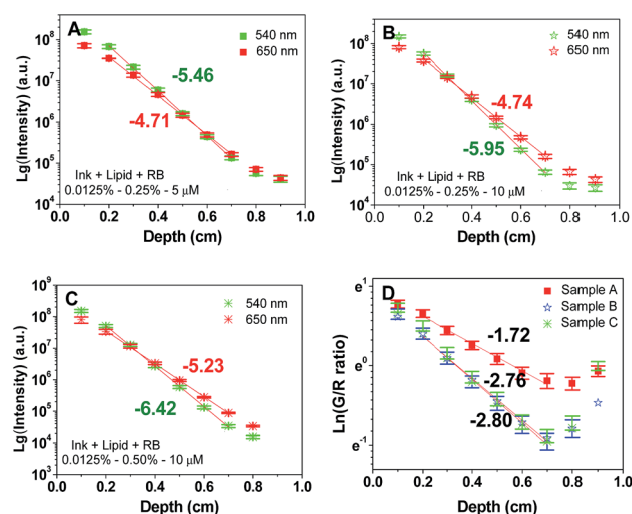 A
540 nm
650 nm
10^8
10^7
10^6
10^5
10^4
Lg(Intensity) (a.u.)
-5.46
-4.71
Ink + Lipid + RB
0.0125% - 0.25% - 5 µM
0.0 0.2 0.4 0.6 0.8 1.0
Depth (cm)
B
540 nm
650 nm
10^8
10^7
10^6
10^5
10^4
Lg(Intensity) (a.u.)
-4.74
-5.95
Ink + Lipid + RB
0.0125% - 0.25% - 10 µM
0.0 0.2 0.4 0.6 0.8 1.0
Depth (cm)
C
540 nm
650 nm
10^9
10^8
10^7
10^6
10^5
10^4
10^3
Lg(Intensity) (a.u.)
-5.23
-6.42
Ink + Lipid + RB
0.0125% - 0.50% - 10 µM
0.0 0.2 0.4 0.6 0.8 1.0
Depth (cm)
D
Sample A
Sample B
Sample C
e^1
e^0
e^-1
Ln(G/R ratio)
-1.72
-2.76
-2.80
0.0 0.2 0.4 0.6 0.8 1.0
Depth (cm)